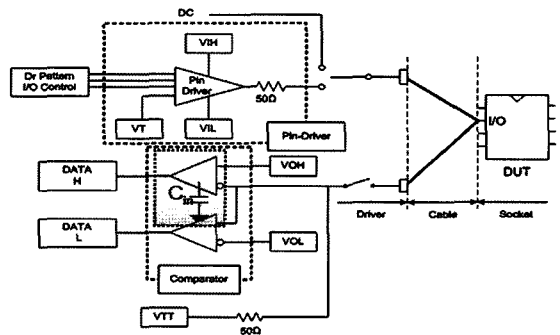 DC
VIH
Dr Pattern
I/O Control
Pin
Driver
50Ω
VT
VIL
Pin-Driver
I/O
DUT
DATA
H
VOH
Cin
DATA
L
VOL
Driver
Cable
Socket
Comparator
VTT
50Ω